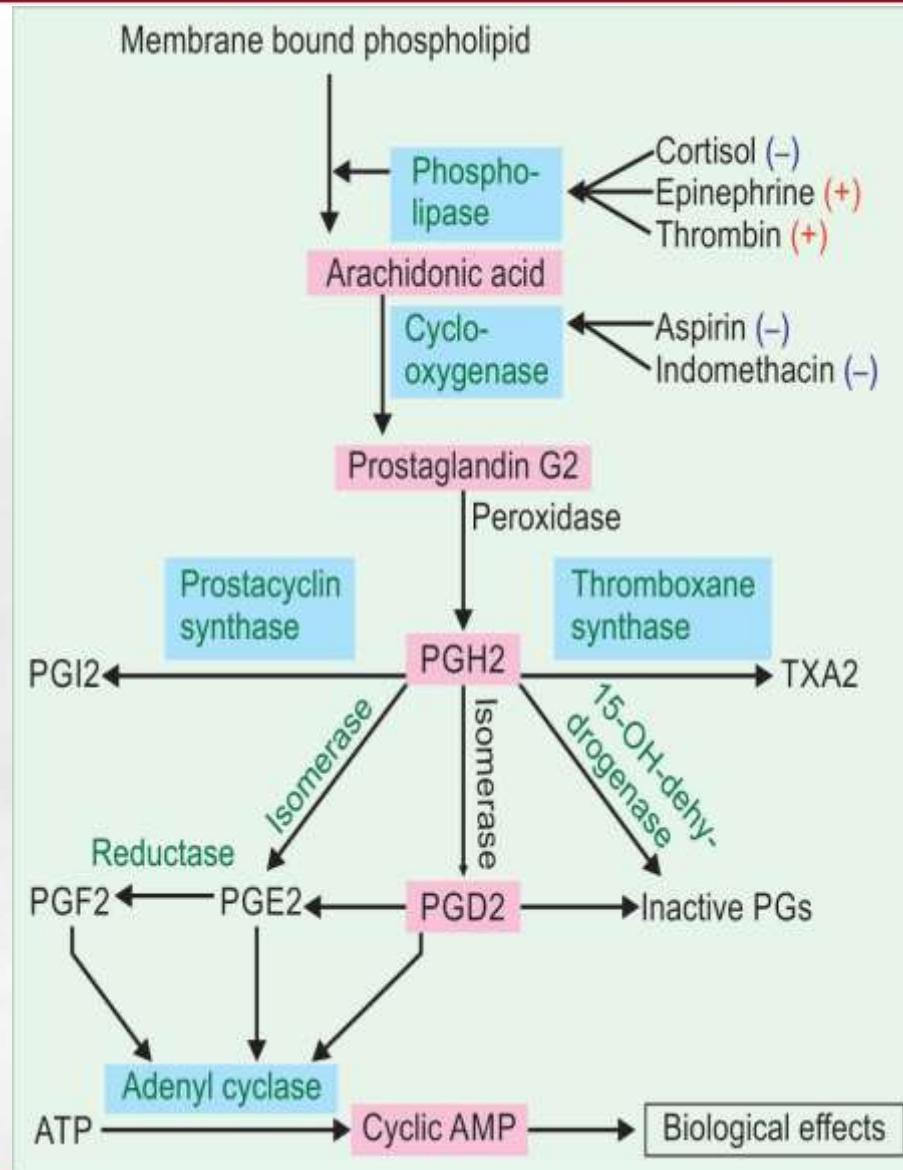 Membrane bound phospholipid
Cortisol (–)
Phospho-
lipase
Epinephrine (+)
Thrombin (+)
Arachidonic acid
Cyclo-
oxygenase
Aspirin (–)
Indomethacin (–)
Prostaglandin G2
Peroxidase
Prostacyclin
synthase
Thromboxane
synthase
PGI2
PGH2
TXA2
Isomerase
Isomerase
15-OH-dehy-
drogenase
Reductase
PGF2
PGE2
PGD2
Inactive PGs
Adenyl cyclase
ATP
Cyclic AMP
Biological effects